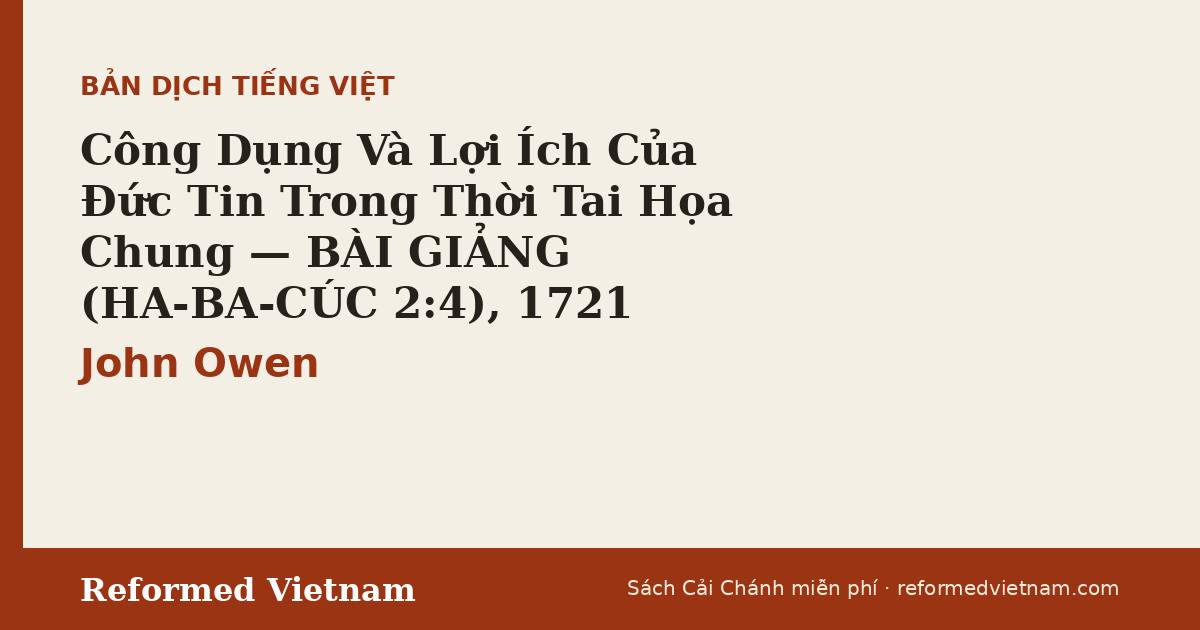 BẢN DỊCH TIẾNG VIỆT
Công Dụng Và Lợi Ích Của
Đức Tin Trong Thời Tai Họa
Chung — BÀI GIẢNG
(HA-BA-CÚC 2:4), 1721
John Owen
Reformed Vietnam
Sách Cải Chánh miễn phí · reformedvietnam.com